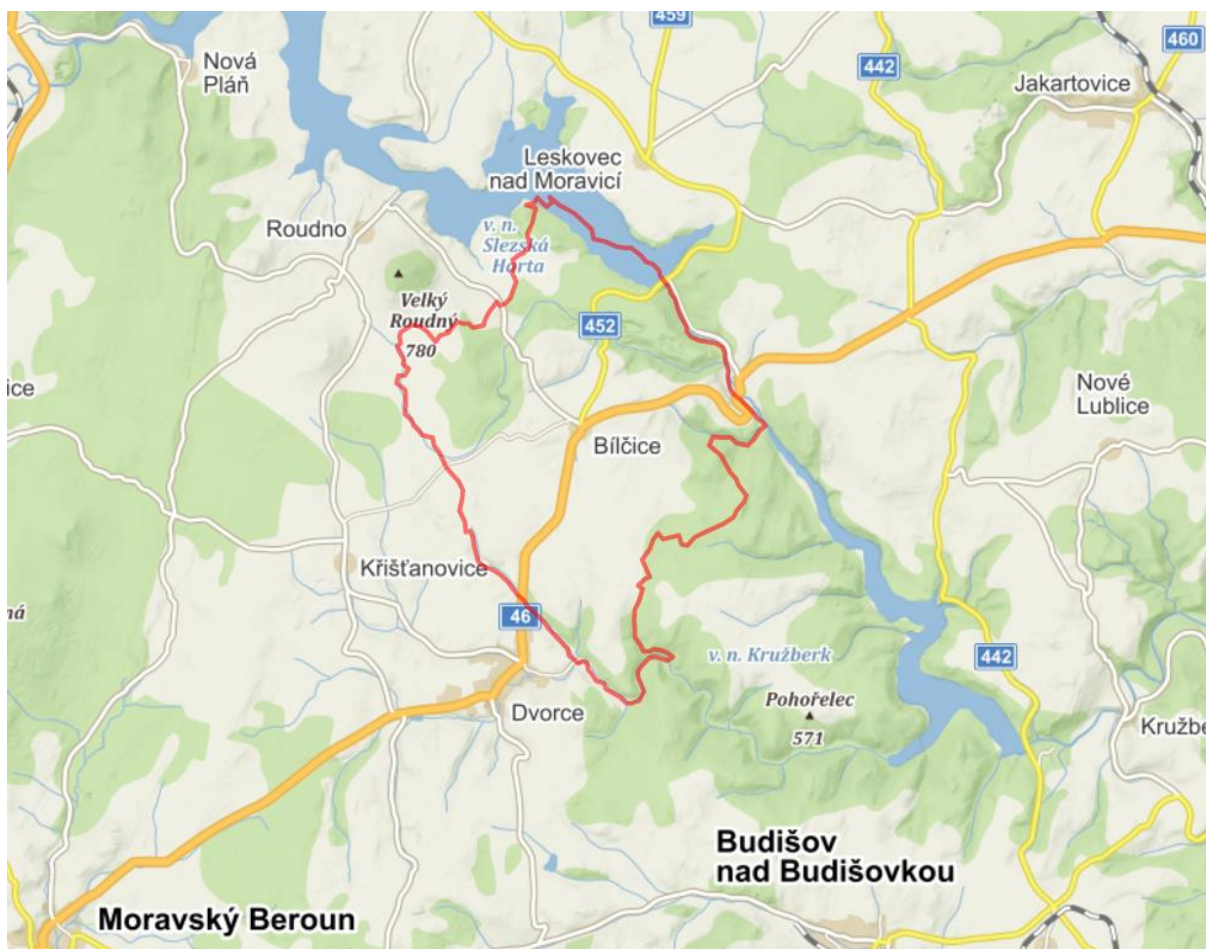 459
460
Nová
Pláň
442
Jakartovice
Leskovec
nad Moravicí
Roudno
v. n.
Slezská
Harta
Velký
Roudný
780
452
ice
Nové
Lublice
Bílčice
Křišťanovice
ná
46
v. n. Kružberk
442
Pohořelec
571
Dvorce
Kružbe
Budišov
nad Budišovkou
Moravský Beroun